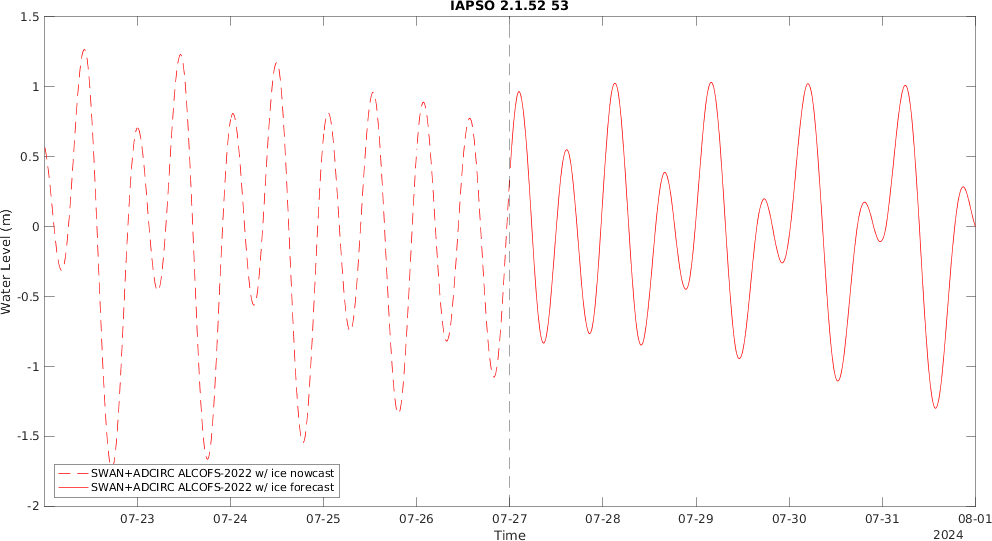 IAPSO 2.1.52 53
1.5
1
0.5
0
-0.5
-1
-1.5
-2
Water Level (m)
SWAN+ADCIRC ALCOFS-2022 w/ ice nowcast
SWAN+ADCIRC ALCOFS-2022 w/ ice forecast
07-23 07-24 07-25 07-26 07-27 07-28 07-29 07-30 07-31 08-01
Time
2024